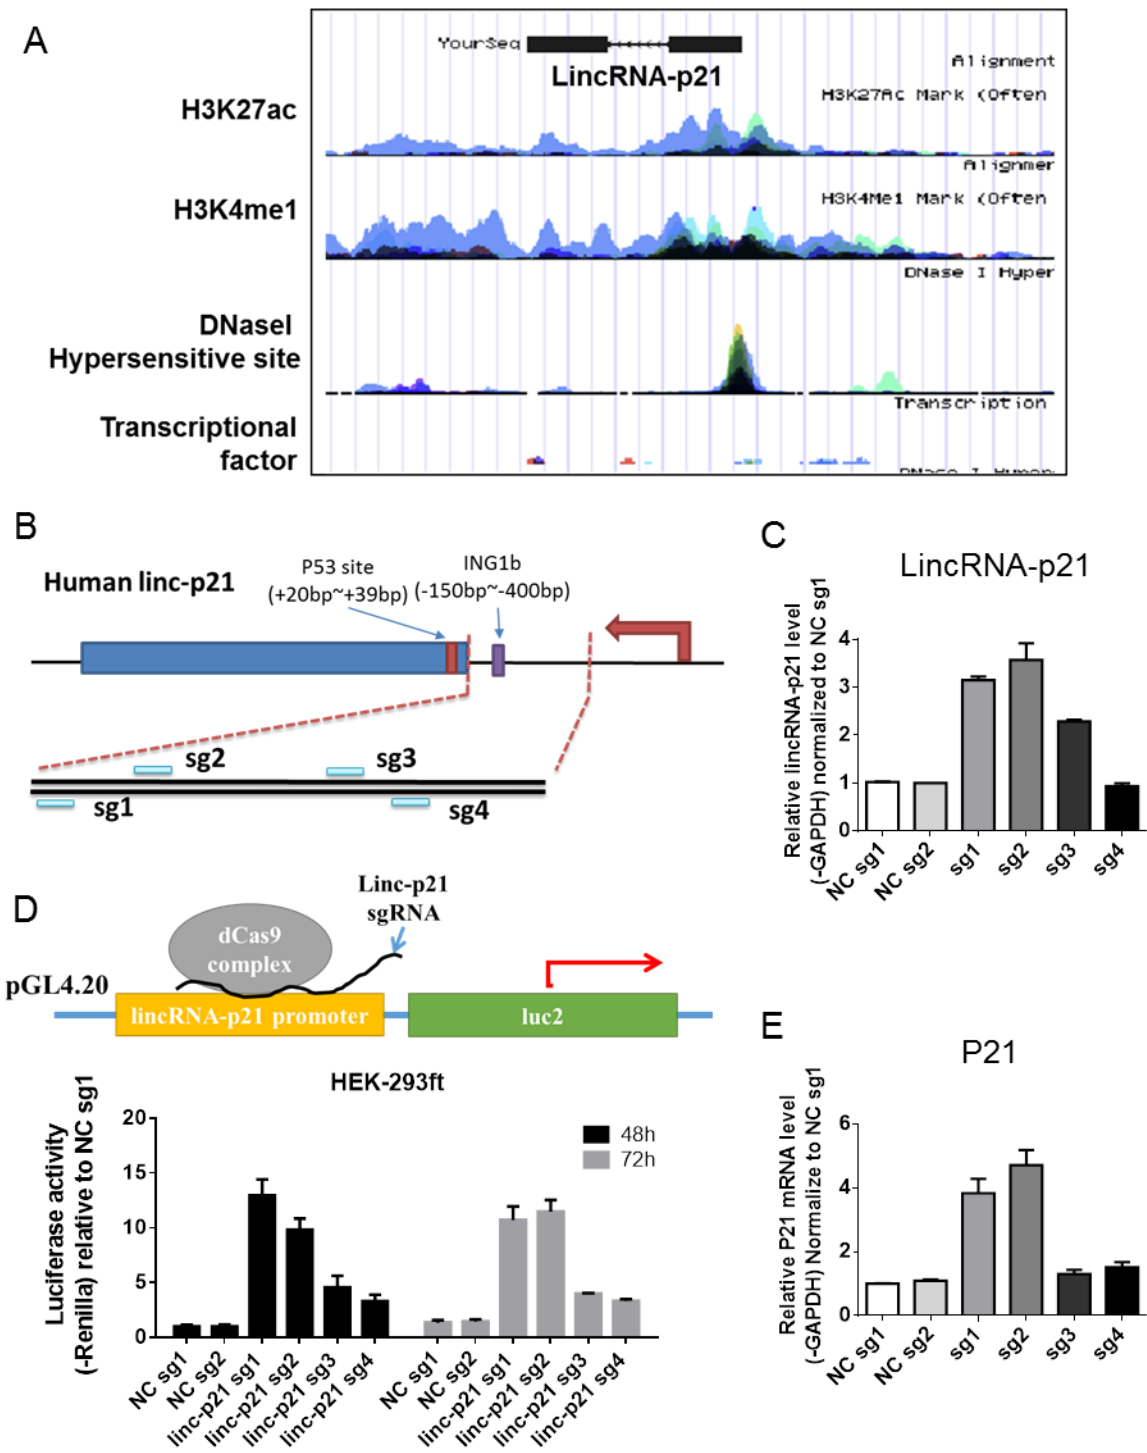 A
YourSeq
LincRNA-p21
Alignment
H3K27ac
H3K27Ac Mark (Often
Alignmer
H3K4me1
H3K4Me1 Mark (Often
DNase I Hyper
DNaseI
Hypersensitive site
Transcription
Transcriptional
factor
B
Human linc-p21
P53 site
(+20bp~+39bp)
ING1b
(-150bp~-400bp)
sg2
sg3
sg1
sg4
C
LincRNA-p21
Relative lincRNA-p21 level
(-GAPDH) normalized to NC sg1
4
3
2
1
0
NC sg1
NC sg2
sg1
sg2
sg3
sg4
D
Linc-p21
sgRNA
dCas9
complex
pGL4.20
lincRNA-p21 promoter
luc2
HEK-293ft
Luciferase activity
(-Renilla) relative to NC sg1
20
15
10
5
0
48h
72h
NC sg1
NC sg2
linc-p21 sg1
linc-p21 sg2
linc-p21 sg3
linc-p21 sg4
NC sg1
NC sg2
linc-p21 sg1
linc-p21 sg2
linc-p21 sg3
linc-p21 sg4
E
P21
Relative P21 mRNA level
(-GAPDH) Normalize to NC sg1
6
4
2
0
NC sg1
NC sg2
sg1
sg2
sg3
sg4